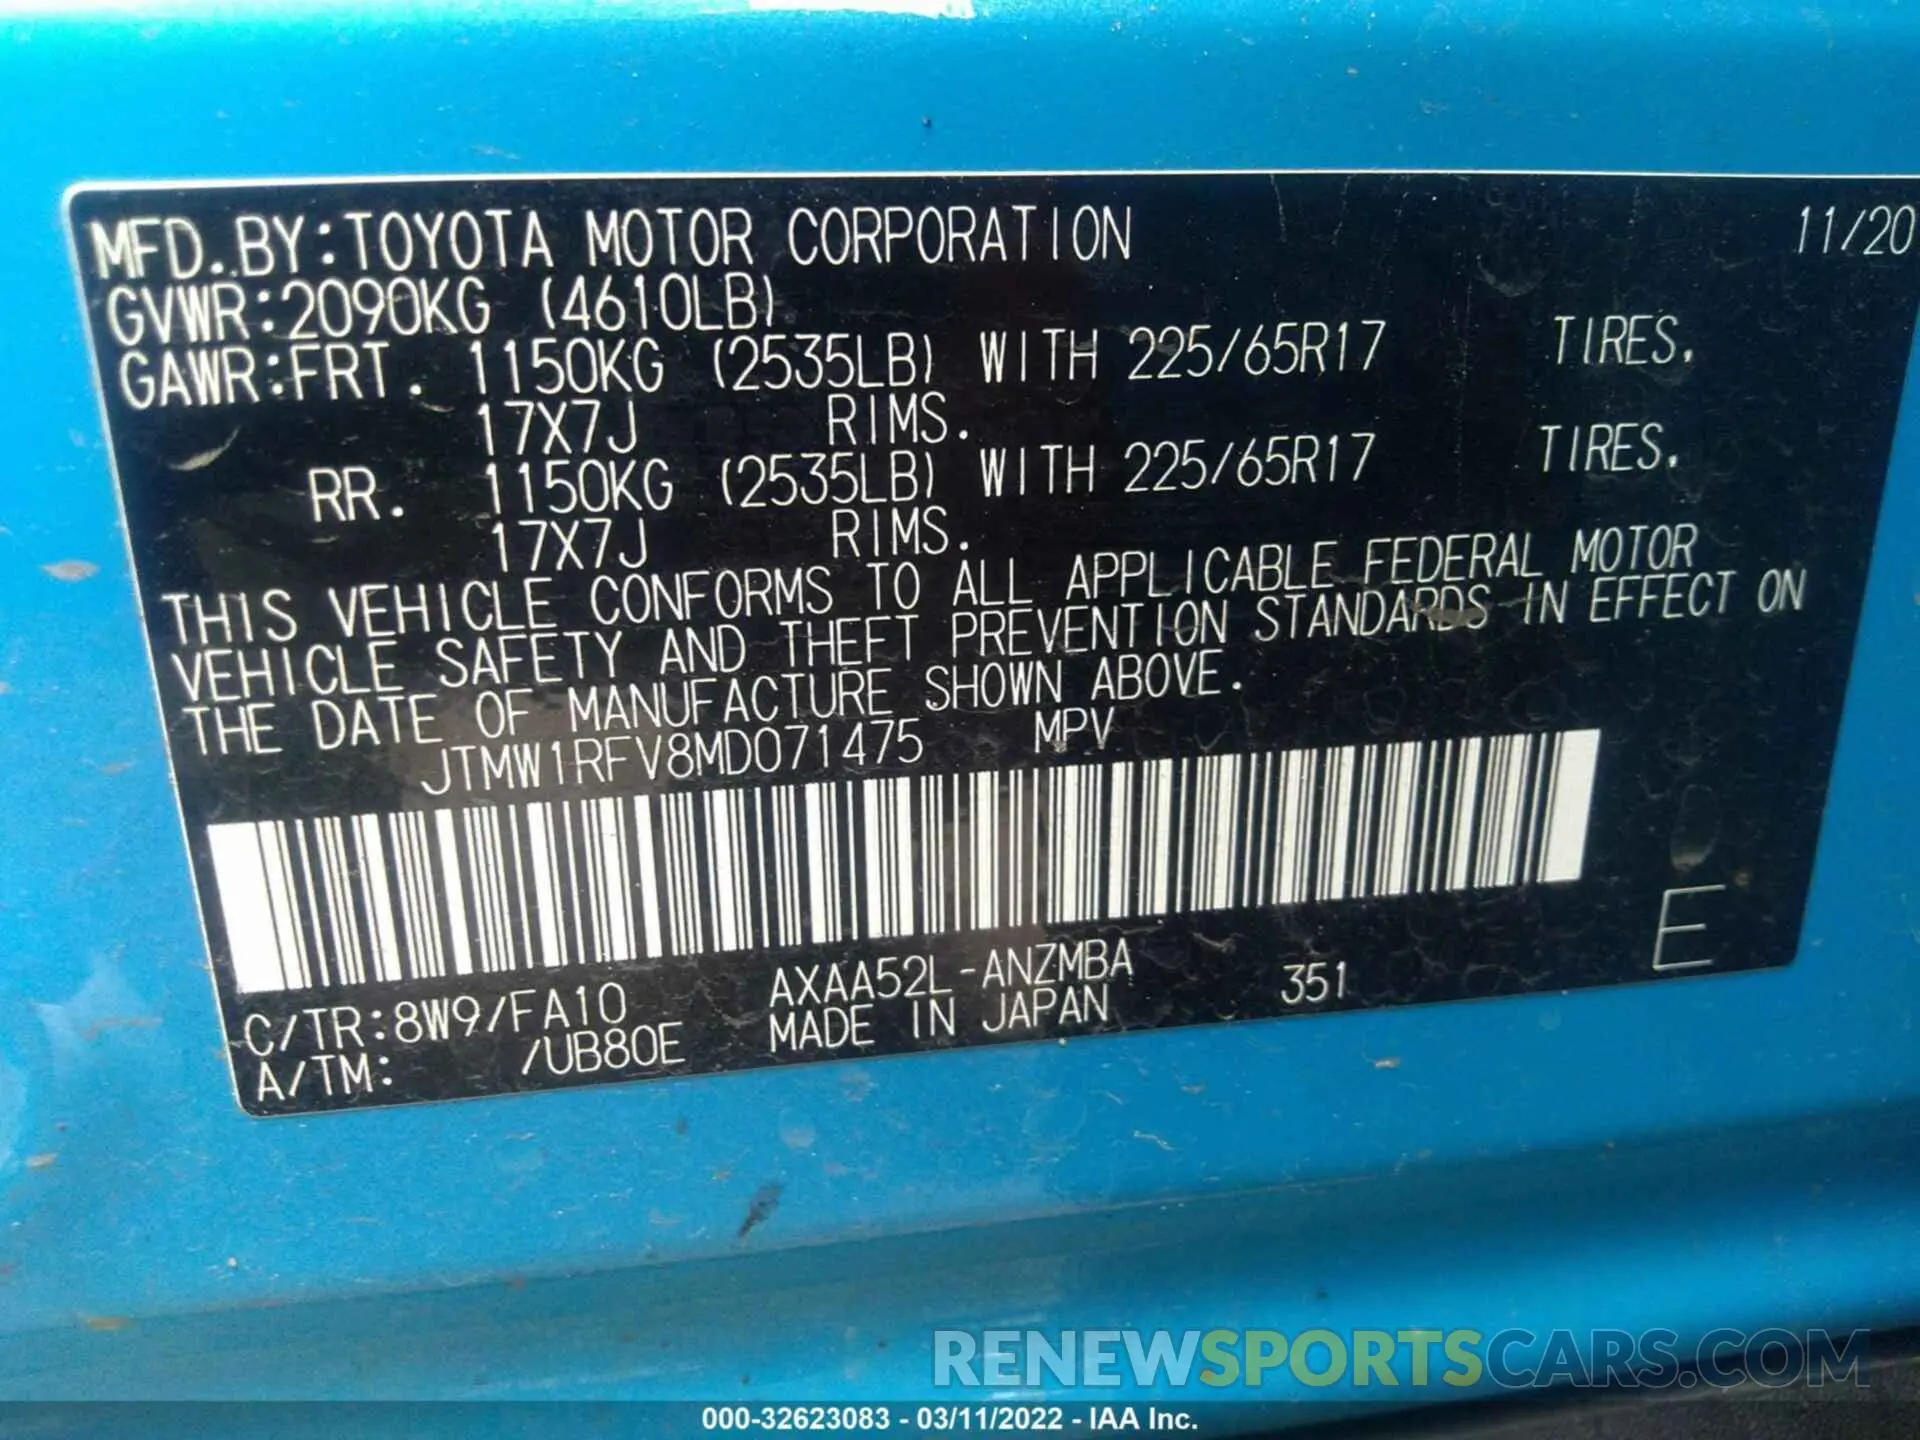 MFD. BY:TOYOTA MOTOR CORPORATION 11/20
GVWR:2090KG (4610LB)
GAWR:FRT. 1150KG (2535LB) WITH 225/65R17 TIRES,
17X7J RIMS.
RR. 1150KG (2535LB) WITH 225/65R17 TIRES,
17X7J RIMS.
THIS VEHICLE CONFORMS TO ALL APPLICABLE FEDERAL MOTOR
VEHICLE SAFETY AND THEFT PREVENTION STANDARDS IN EFFECT ON
THE DATE OF MANUFACTURE SHOWN ABOVE.
JTMW1RFV8MD071475 MPV
C/TR:8W9/FA10 AXAA52L-ANZMBA 351 E
A/TM: /UB80E MADE IN JAPAN
RENEWSPORTSCARS.COM
000-32623083 - 03/11/2022 - IAA Inc.